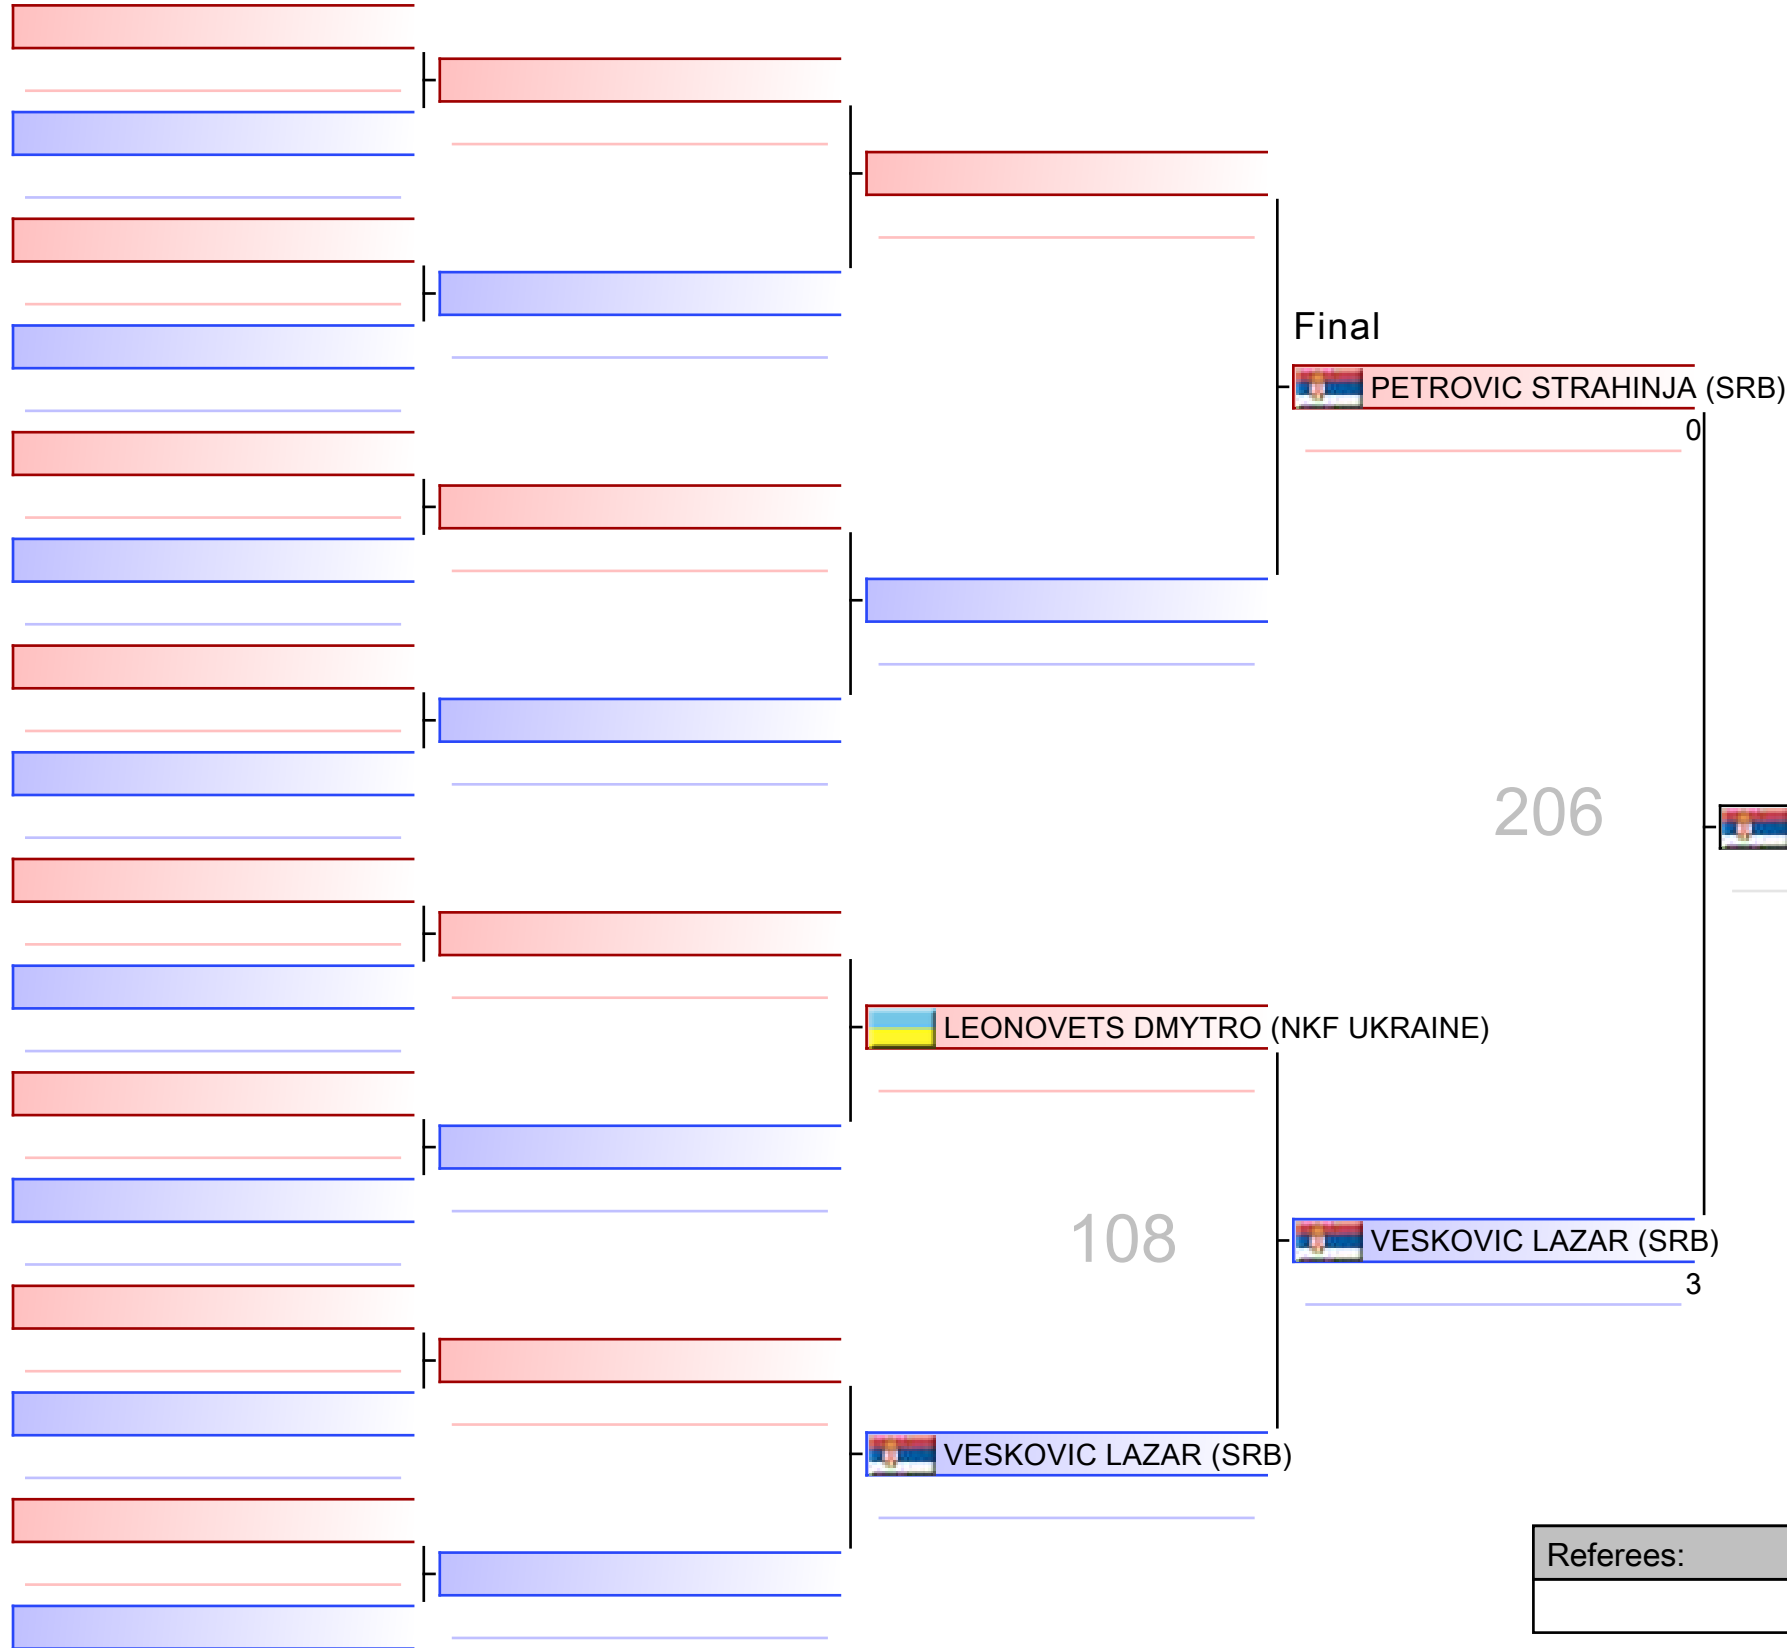 Final
PETROVIC STRAHINJA (SRB)
0
206
LEONOVETS DMYTRO (NKF UKRAINE)
108
VESKOVIC LAZAR (SRB)
3
VESKOVIC LAZAR (SRB)
Referees: